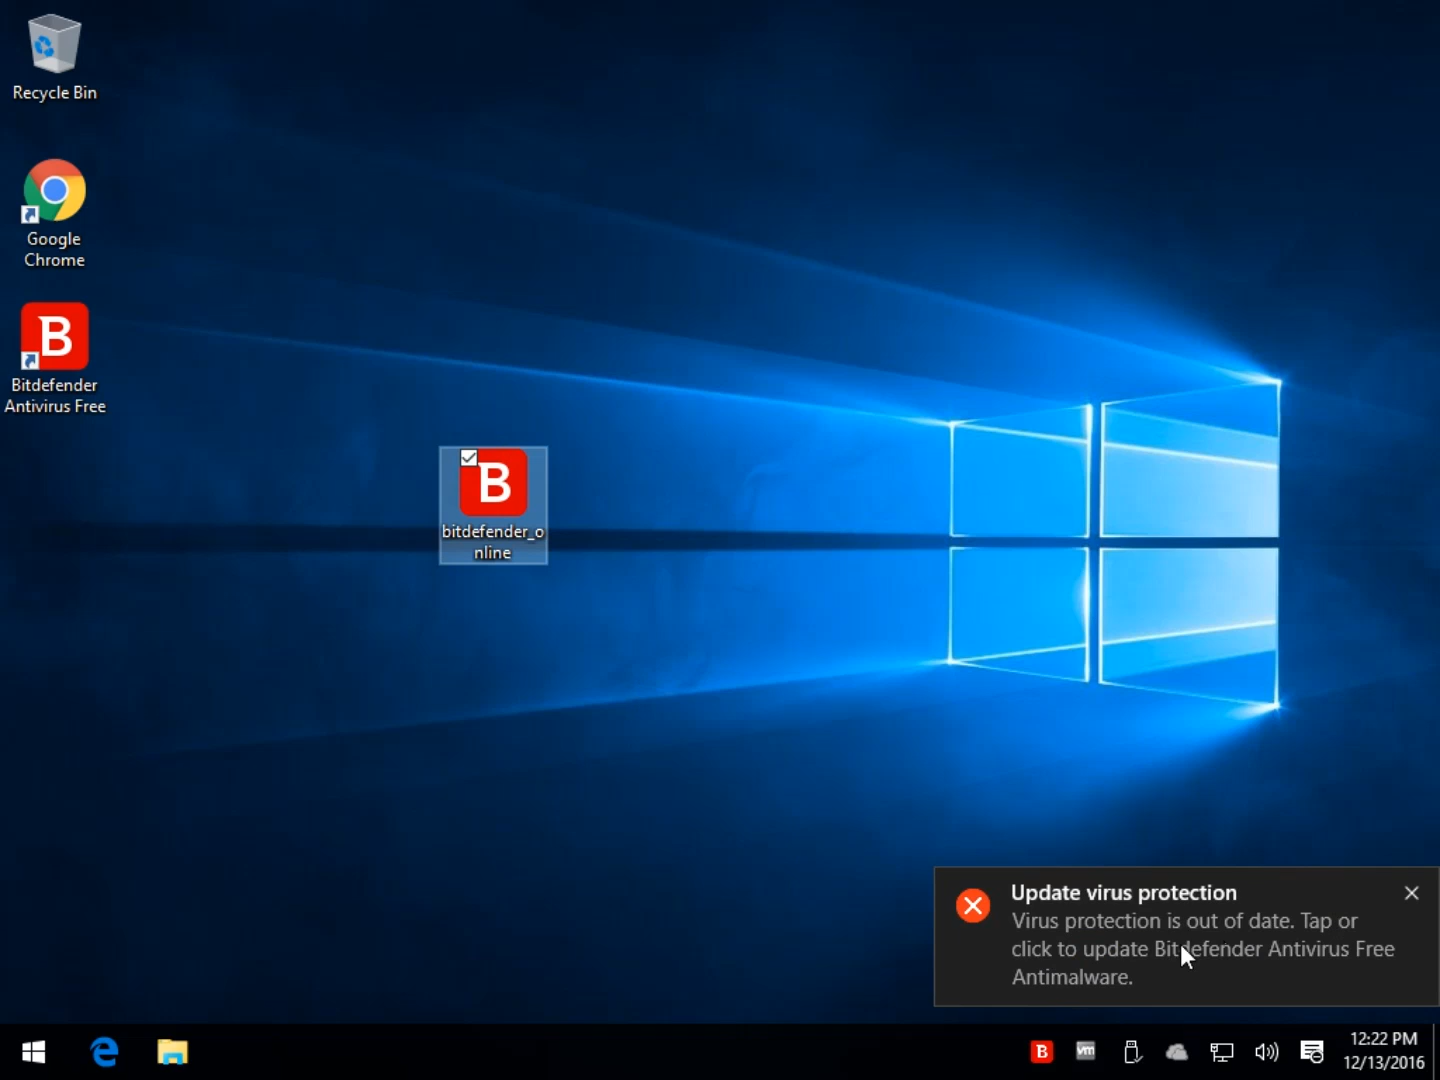 Recycle Bin
Google
Chrome
B
Bitdefender
Antivirus Free
B
bitdefender_o
nline
Update virus protection
Virus protection is out of date. Tap or
click to update Bitdefender Antivirus Free
Antimalware.
B
vm
12:22 PM
12/13/2016